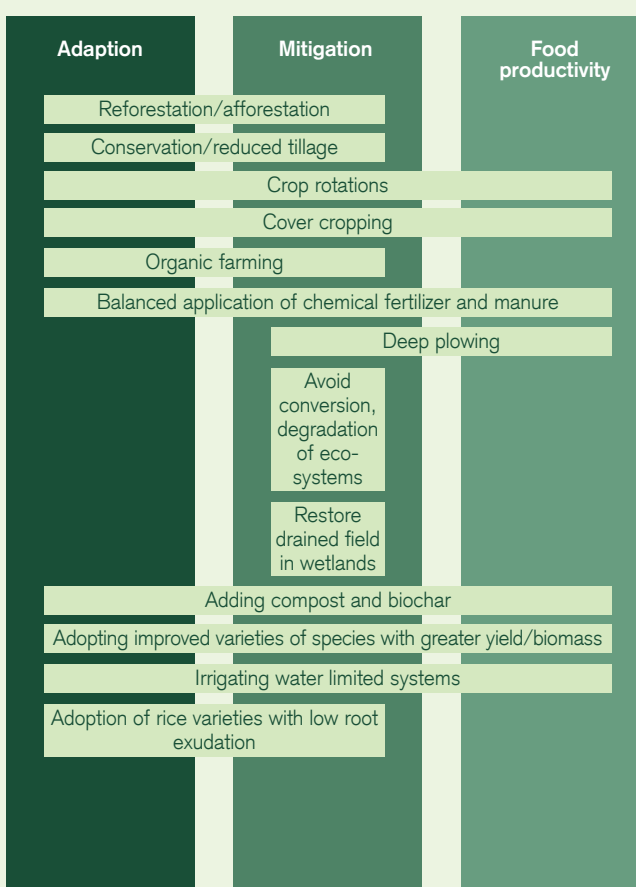 Adaption
Mitigation
Food
productivity
Reforestation/afforestation
Conservation/reduced tillage
Crop rotations
Cover cropping
Organic farming
Balanced application of chemical fertilizer and manure
Deep plowing
Avoid
conversion,
degradation
of eco-
systems
Restore
drained field
in wetlands
Adding compost and biochar
Adopting improved varieties of species with greater yield/biomass
Irrigating water limited systems
Adoption of rice varieties with low root
exudation